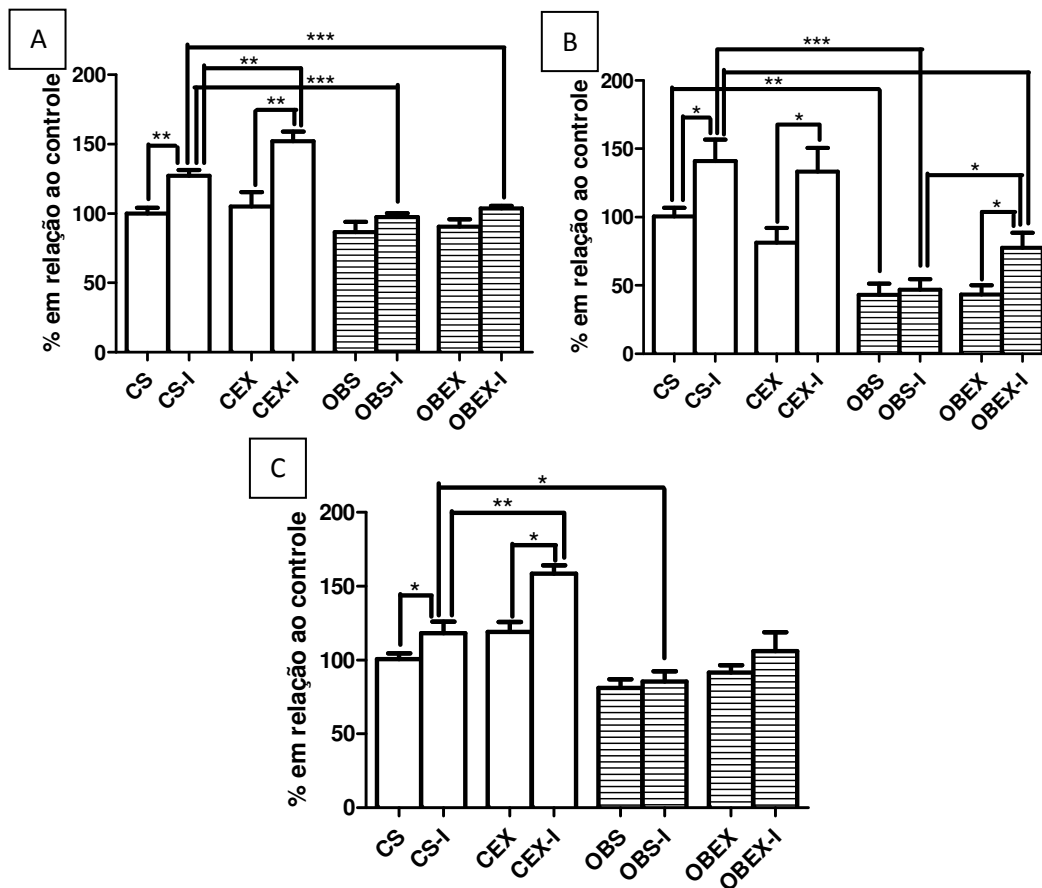 A
% em relação ao controle
200
150
100
50
0
***
**
***
**
**
CS
CS-I
CEX
CEX-I
OBS
OBS-I
OBEX
OBEX-I
B
% em relação ao controle
200
150
100
50
0
***
**
*
*
*
*
CS
CS-I
CEX
CEX-I
OBS
OBS-I
OBEX
OBEX-I
C
% em relação ao controle
200
150
100
50
0
*
**
*
*
CS
CS-I
CEX
CEX-I
OBS
OBS-I
OBEX
OBEX-I